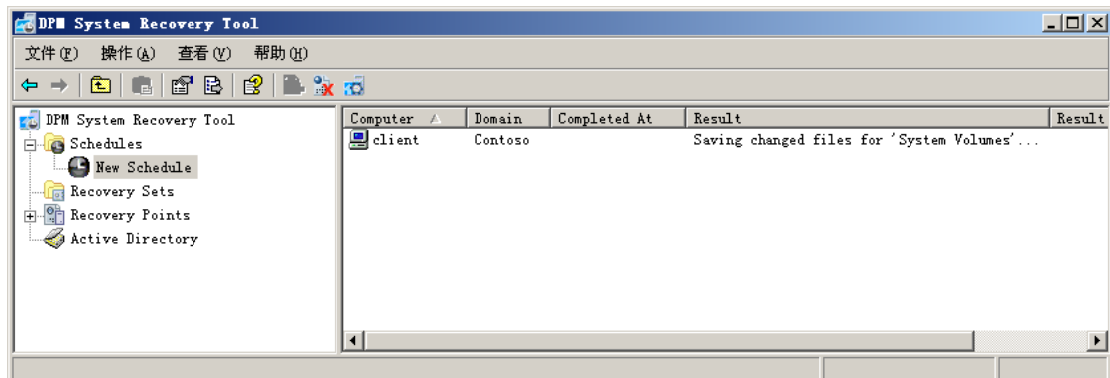 DPM System Recovery Tool
文件(F) 操作(A) 查看(V) 帮助(H)
DPM System Recovery Tool
Schedules
New Schedule
Recovery Sets
Recovery Points
Active Directory
Computer Domain Completed At Result Result
client Contoso Saving changed files for 'System Volumes'...